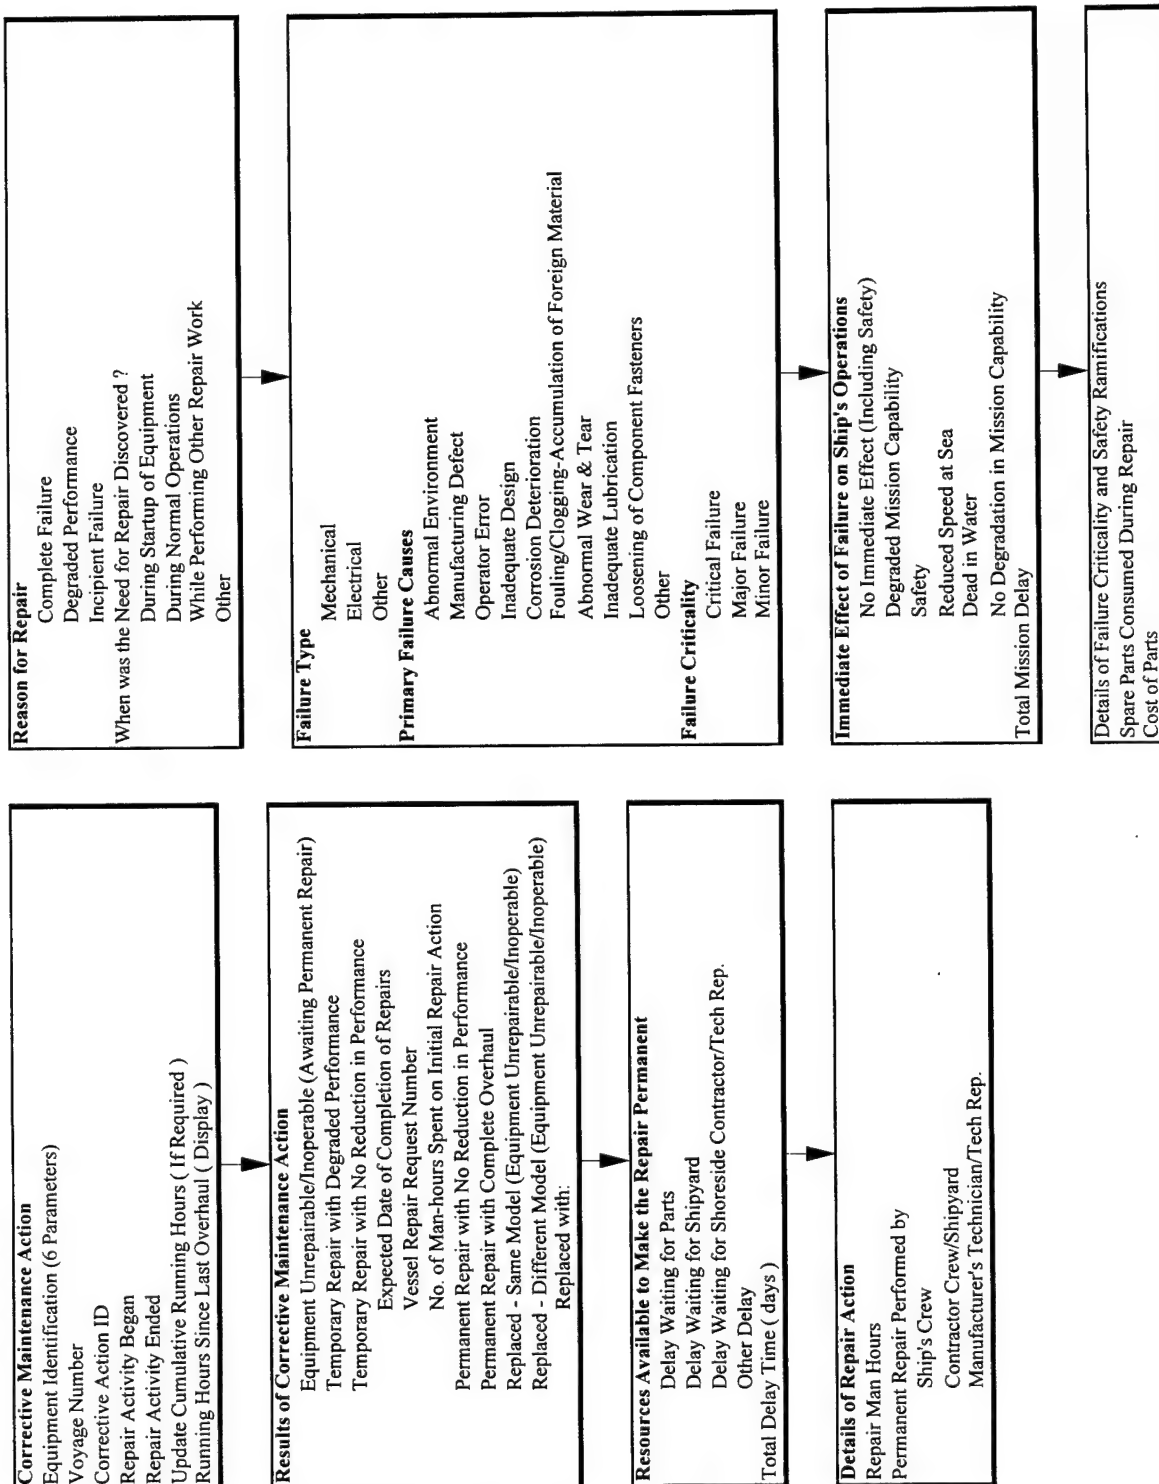 Corrective Maintenance Action
Equipment Identification (6 Parameters)
Voyage Number
Corrective Action ID
Repair Activity Began
Repair Activity Ended
Update Cumulative Running Hours ( If Required )
Running Hours Since Last Overhaul ( Display )
Results of Corrective Maintenance Action
Equipment Unrepairable/Inoperable (Awaiting Permanent Repair)
Temporary Repair with Degraded Performance
Temporary Repair with No Reduction in Performance
Expected Date of Completion of Repairs
Vessel Repair Request Number
No. of Man-hours Spent on Initial Repair Action
Permanent Repair with No Reduction in Performance
Permanent Repair with Complete Overhaul
Replaced - Same Model (Equipment Unrepairable/Inoperable)
Replaced - Different Model (Equipment Unrepairable/Inoperable)
Replaced with:
Resources Available to Make the Repair Permanent
Delay Waiting for Parts
Delay Waiting for Shipyard
Delay Waiting for Shoreside Contractor/Tech Rep.
Other Delay
Total Delay Time ( days )
Details of Repair Action
Repair Man Hours
Permanent Repair Performed by
Ship's Crew
Contractor Crew/Shipyard
Manufacturer's Technician/Tech Rep.
Reason for Repair
Complete Failure
Degraded Performance
Incipient Failure
When was the Need for Repair Discovered ?
During Startup of Equipment
During Normal Operations
While Performing Other Repair Work
Other
Failure Type
Mechanical
Electrical
Other
Primary Failure Causes
Abnormal Environment
Manufacturing Defect
Operator Error
Inadequate Design
Corrosion Deterioration
Fouling/Clogging-Accumulation of Foreign Material
Abnormal Wear & Tear
Inadequate Lubrication
Loosening of Component Fasteners
Other
Failure Criticality
Critical Failure
Major Failure
Minor Failure
Immediate Effect of Failure on Ship's Operations
No Immediate Effect (Including Safety)
Degraded Mission Capability
Safety
Reduced Speed at Sea
Dead in Water
No Degradation in Mission Capability
Total Mission Delay
Details of Failure Criticality and Safety Ramifications
Spare Parts Consumed During Repair
Cost of Parts